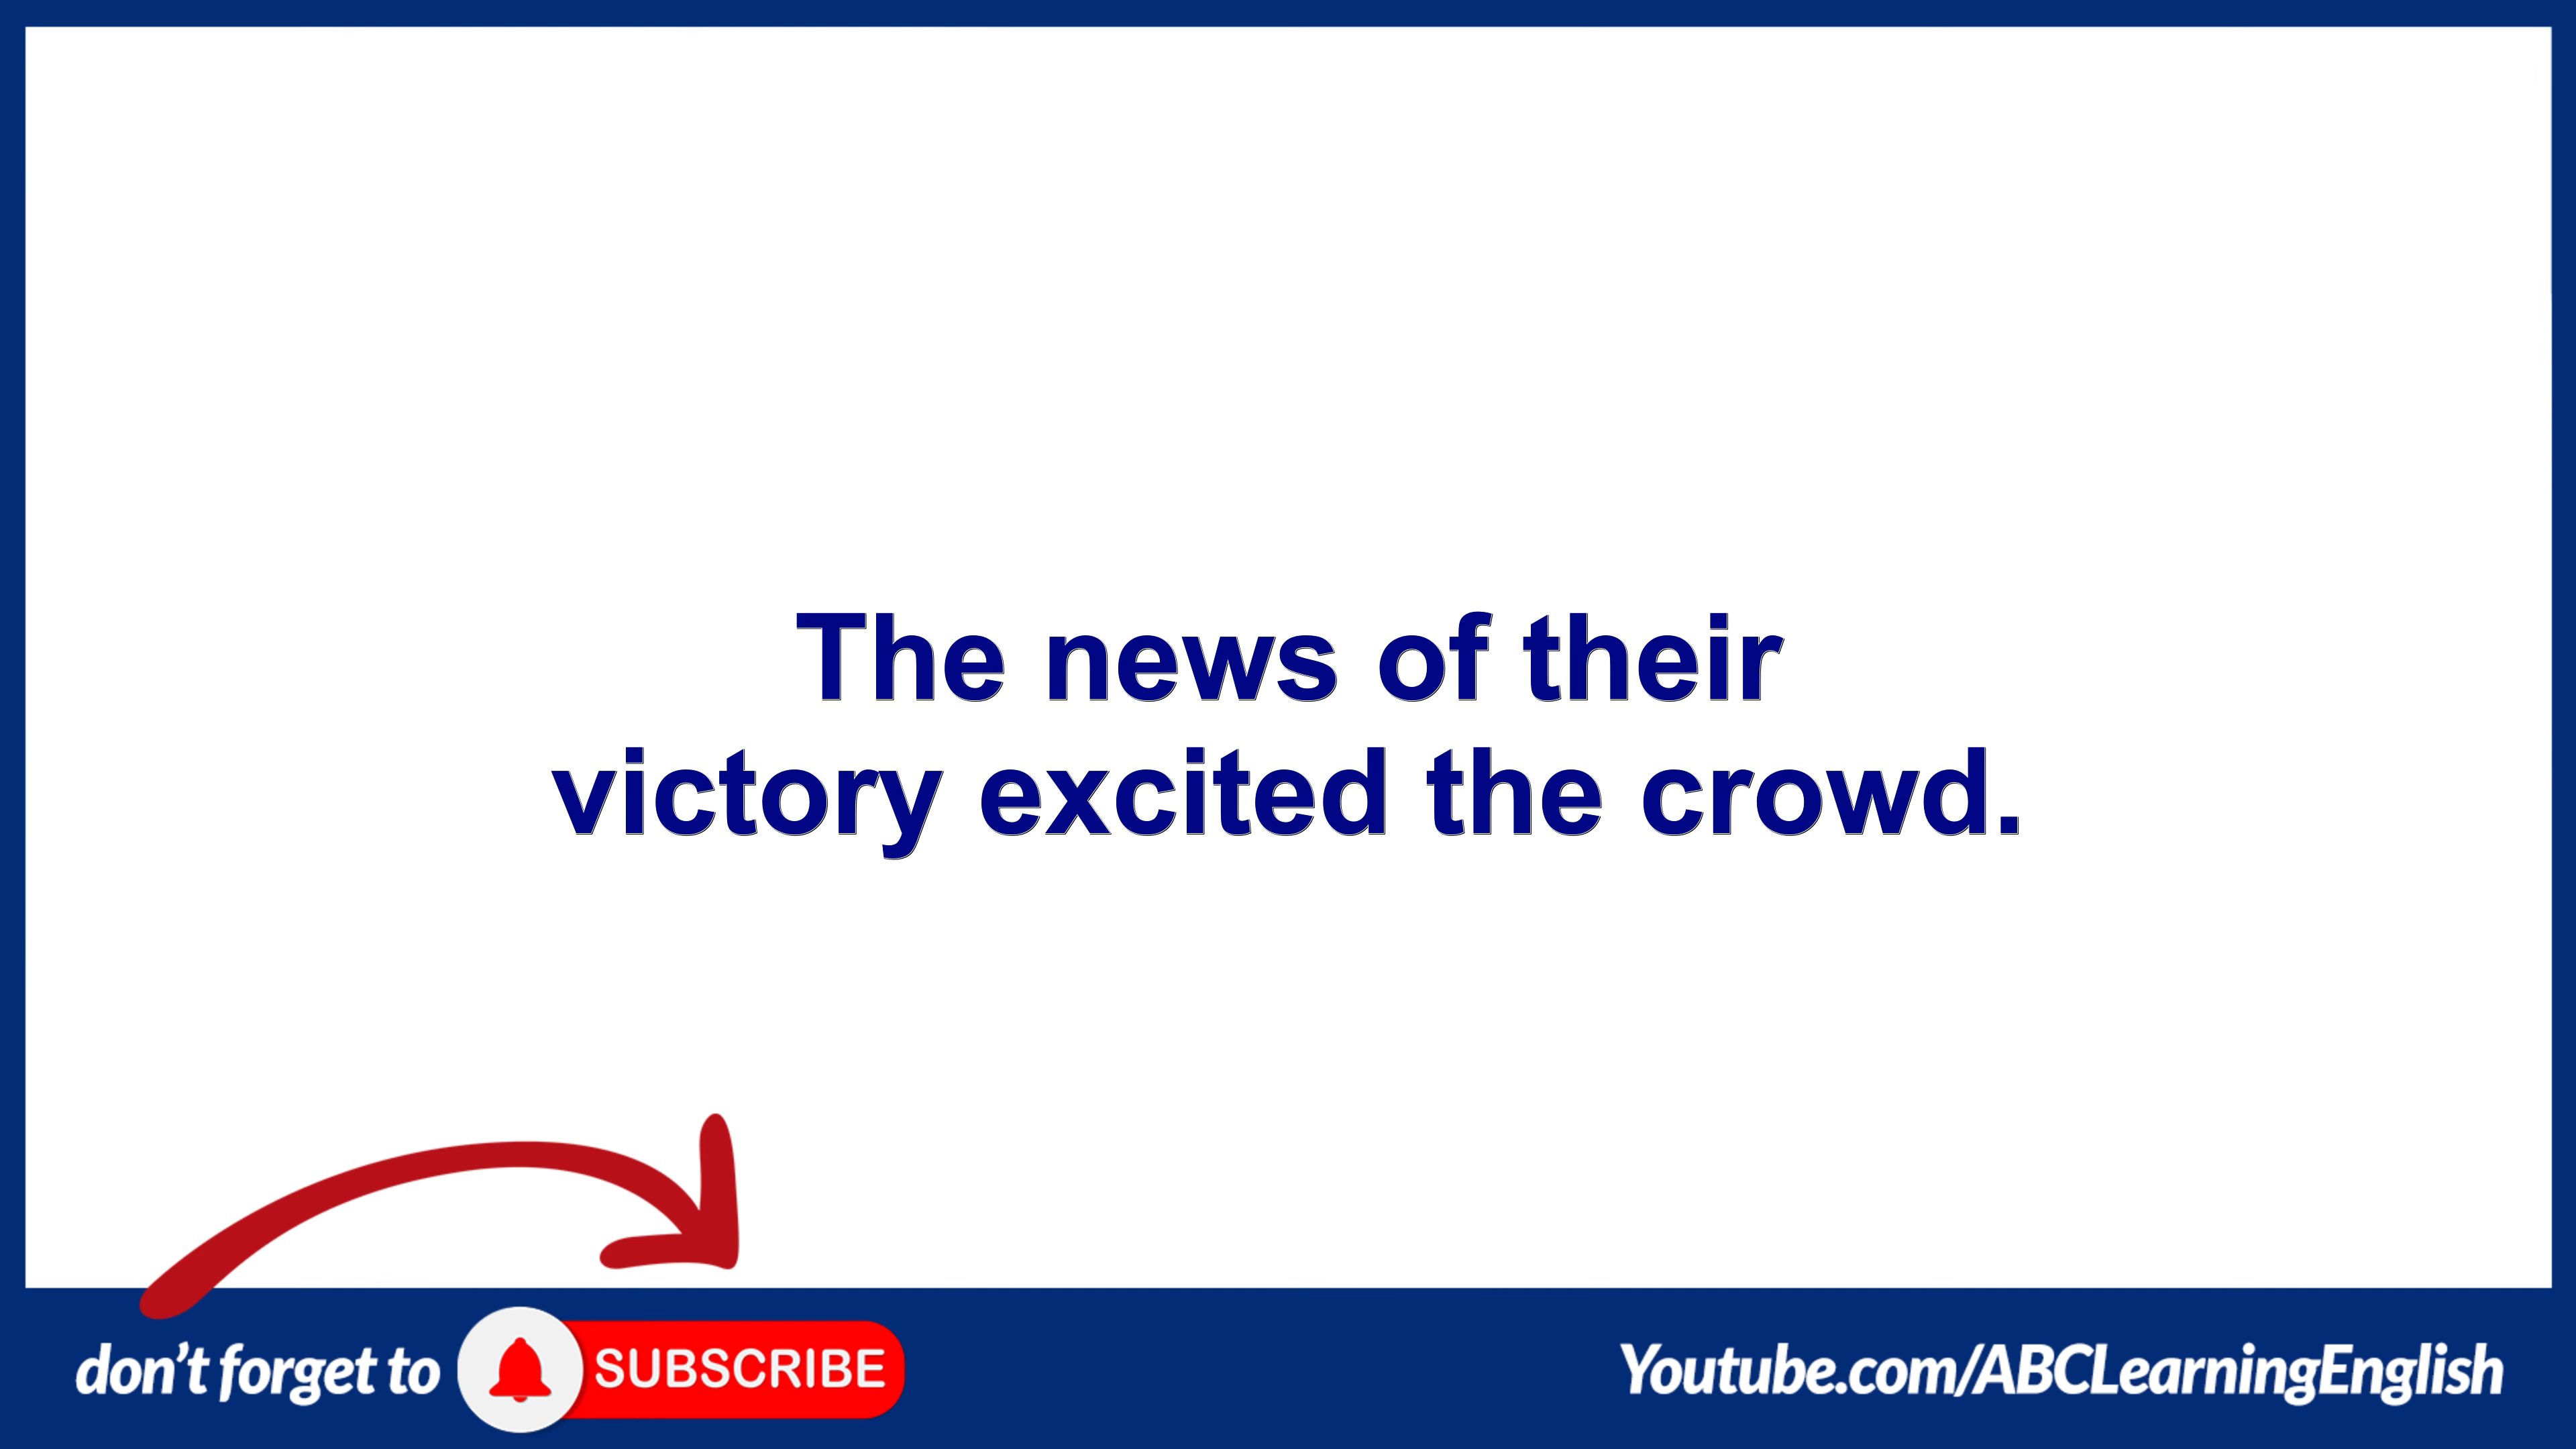 The news of their
victory excited the crowd.
don't forget to SUBSCRIBE
Youtube.com/ABCLearningEnglish